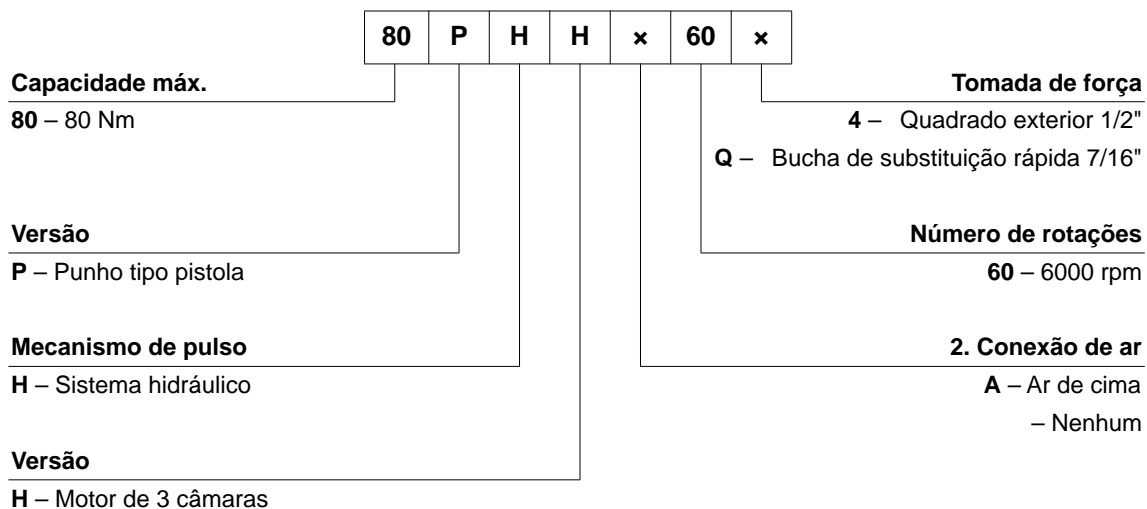 80 P H H × 60 ×
Capacidade máx.
80 – 80 Nm
Tomada de força
4 – Quadrado exterior 1/2"
Q – Bucha de substituição rápida 7/16"
Versão
P – Punho tipo pistola
Número de rotações
60 – 6000 rpm
Mecanismo de pulso
H – Sistema hidráulico
2. Conexão de ar
A – Ar de cima
– Nenhum
Versão
H – Motor de 3 câmaras